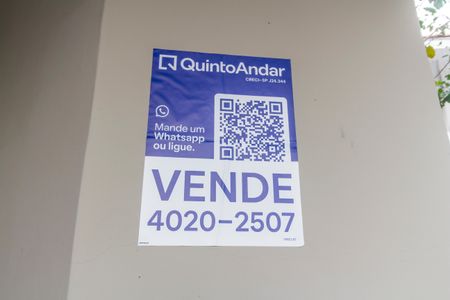 QuintoAndar
CRECI-SP J24.344
Mande um
Whatsapp
ou ligue.
VENDE
4020-2507